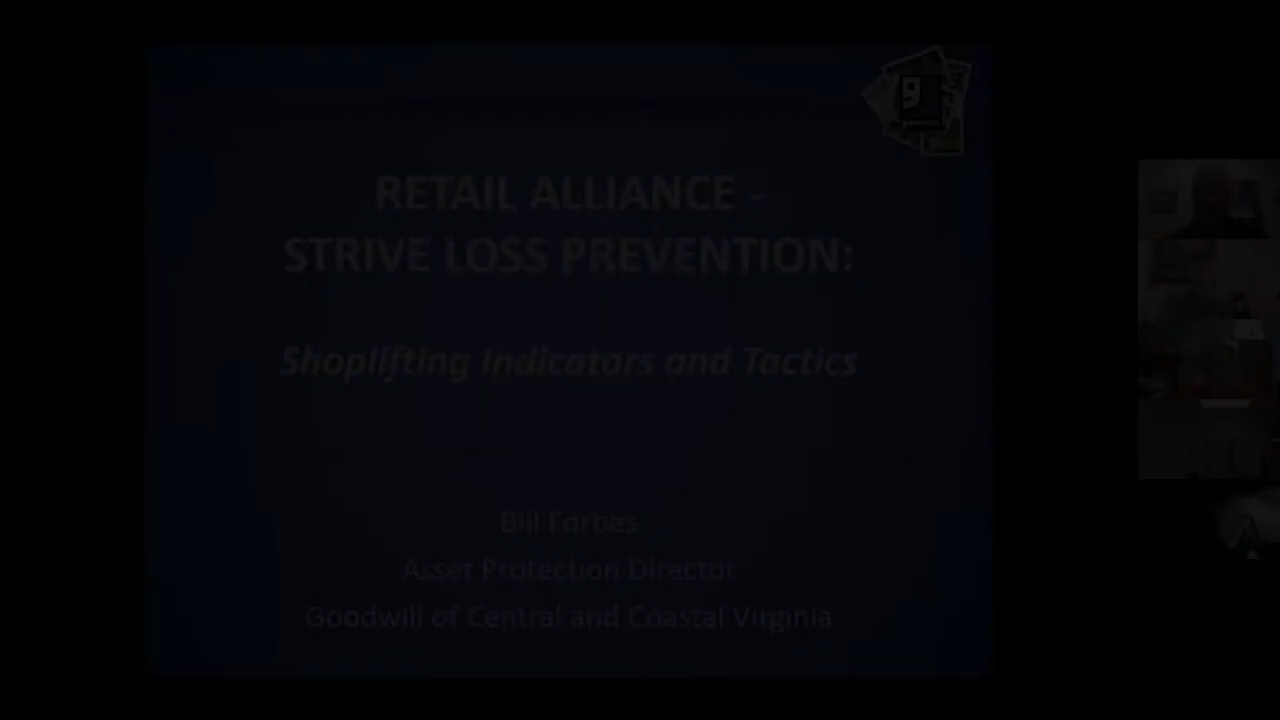 RETAIL ALLIANCE -
STRIVE LOSS PREVENTION:
Shoplifting Indicators and Tactics
Bill Forbes
Asset Protection Director
Goodwill of Central and Coastal Virginia